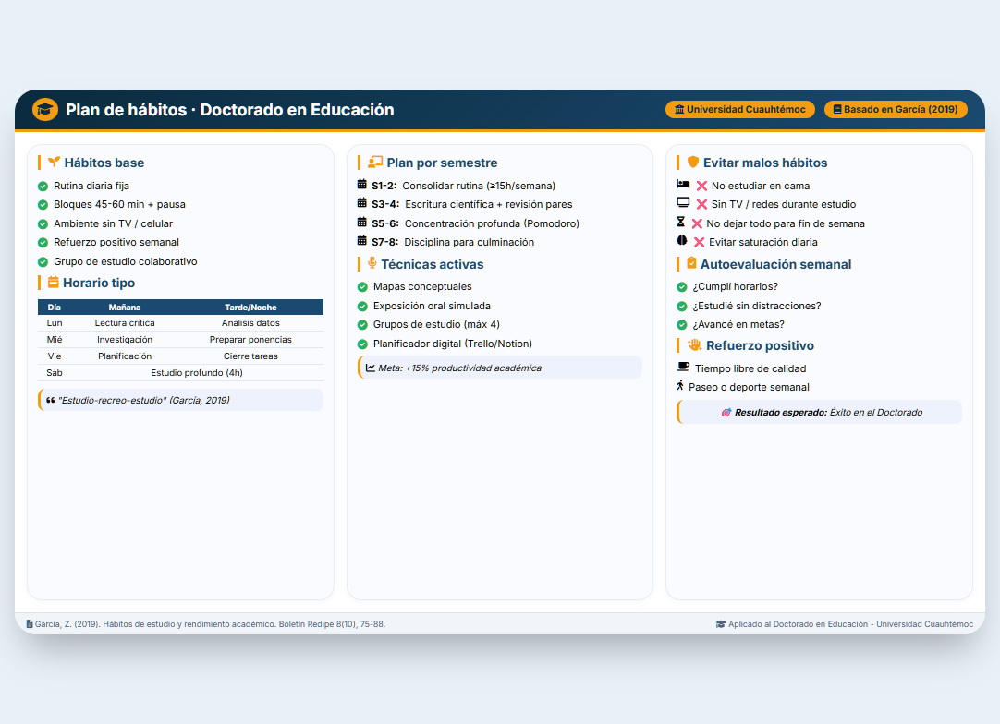 Plan de hábitos · Doctorado en Educación
Universidad Cuauhtémoc
Basado en García (2019)
Hábitos base
Rutina diaria fija
Bloques 45-60 min + pausa
Ambiente sin TV / celular
Refuerzo positivo semanal
Grupo de estudio colaborativo
Horario tipo
Día Mañana Tarde/Noche
Lun Lectura crítica Análisis datos
Mié Investigación Preparar ponencias
Vie Planificación Cierre tareas
Sáb Estudio profundo (4h)
"Estudio-recreo-estudio" (García, 2019)
Plan por semestre
S1-2: Consolidar rutina (≥15h/semana)
S3-4: Escritura científica + revisión pares
S5-6: Concentración profunda (Pomodoro)
S7-8: Disciplina para culminación
Técnicas activas
Mapas conceptuales
Exposición oral simulada
Grupos de estudio (máx 4)
Planificador digital (Trello/Notion)
Meta: +15% productividad académica
Evitar malos hábitos
❌ No estudiar en cama
❌ Sin TV / redes durante estudio
❌ No dejar todo para fin de semana
❌ Evitar saturación diaria
Autoevaluación semanal
¿Cumplí horarios?
¿Estudié sin distracciones?
¿Avancé en metas?
Refuerzo positivo
Tiempo libre de calidad
Paseo o deporte semanal
🎯 Resultado esperado: Éxito en el Doctorado
García, Z. (2019). Hábitos de estudio y rendimiento académico. Boletín Redipe 8(10), 75-88.
Aplicado al Doctorado en Educación - Universidad Cuauhtémoc